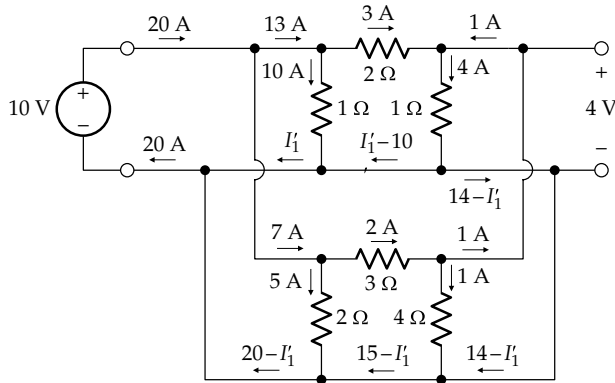 20 A 13 A 3 A 1 A
10 A 2 Ω 4 A
+ +
10 V 1 Ω 1 Ω 4 V
− −
20 A I′₁ I′₁–10
14–I′₁
7 A 2 A 1 A
5 A 3 Ω 1 A
2 Ω 4 Ω
20–I′₁ 15–I′₁ 14–I′₁